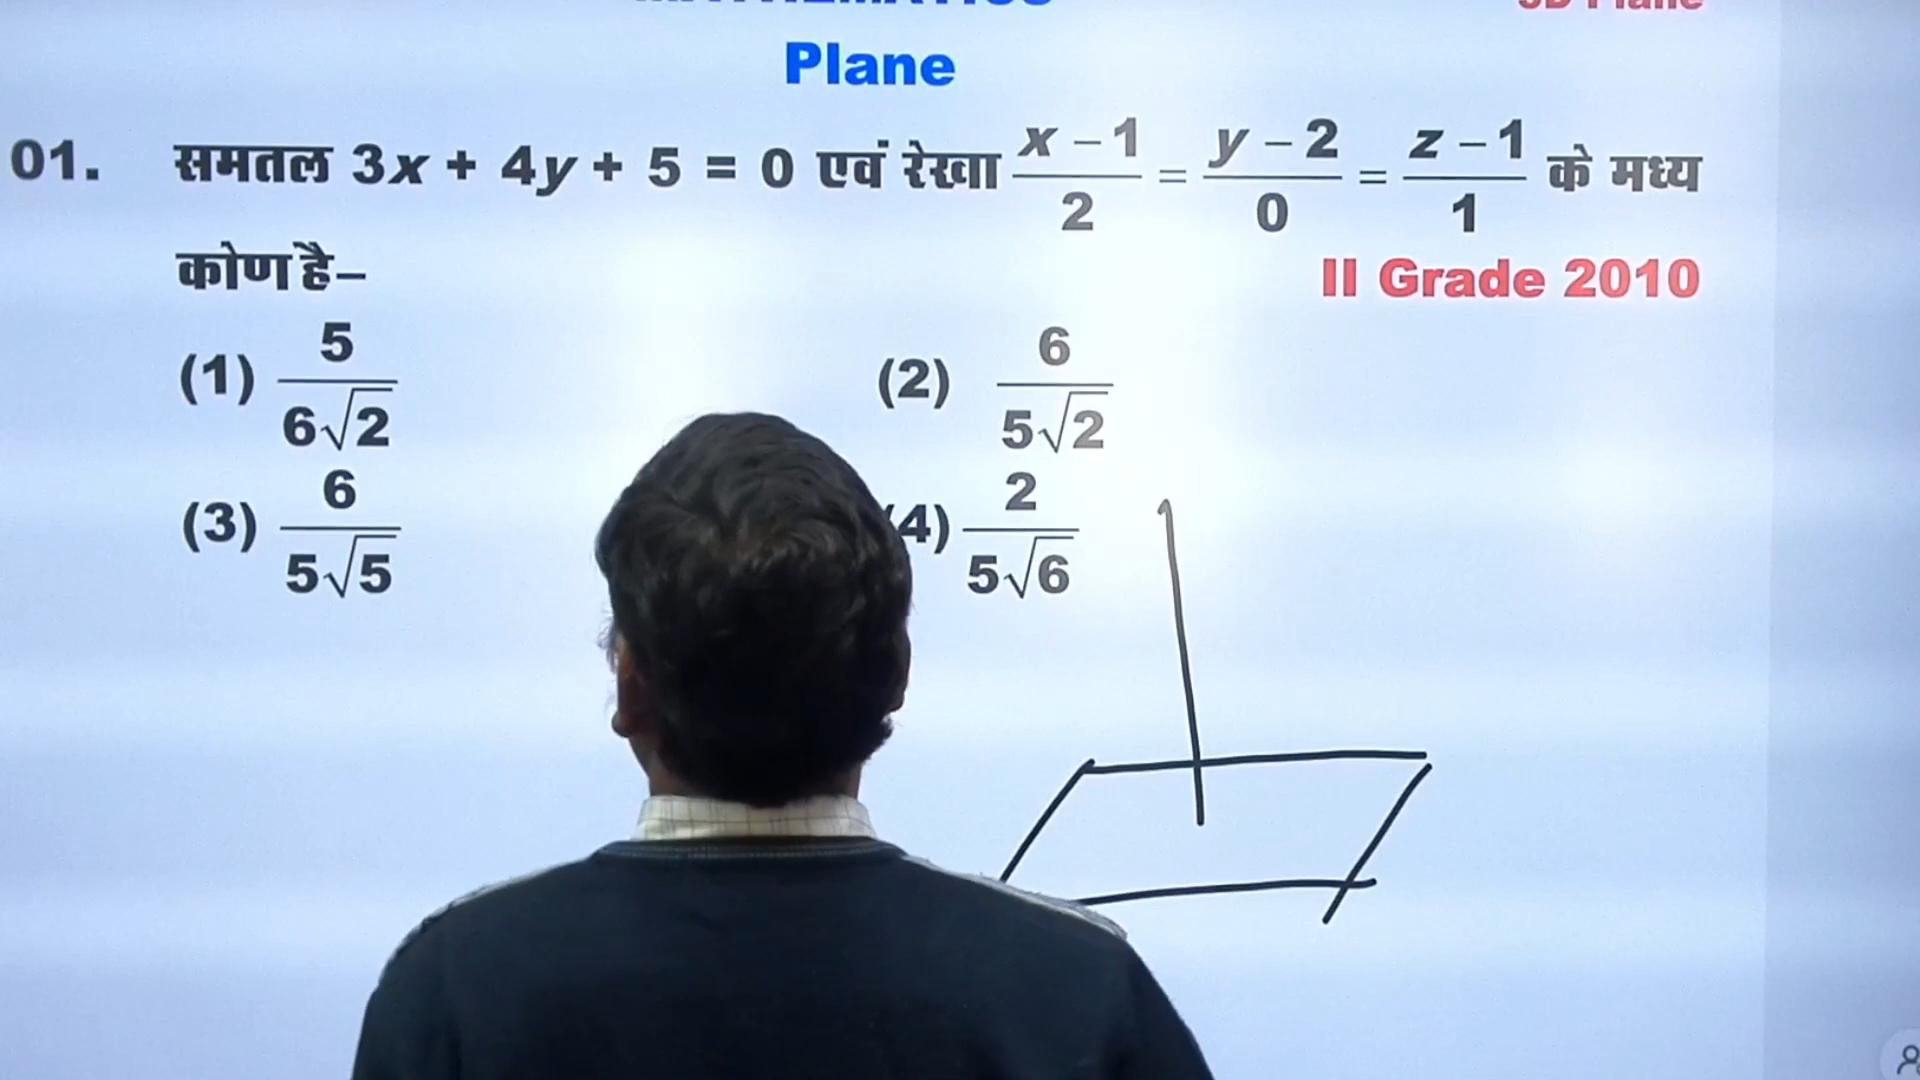 Plane
01. समतल 3x + 4y + 5 = 0 एवं रेखा (x – 1)/2 = (y – 2)/0 = (z – 1)/1 के मध्य
कोण है–
II Grade 2010
(1) 5/(6√2) (2) 6/(5√2)
(3) 6/(5√5) (4) 2/(5√6)